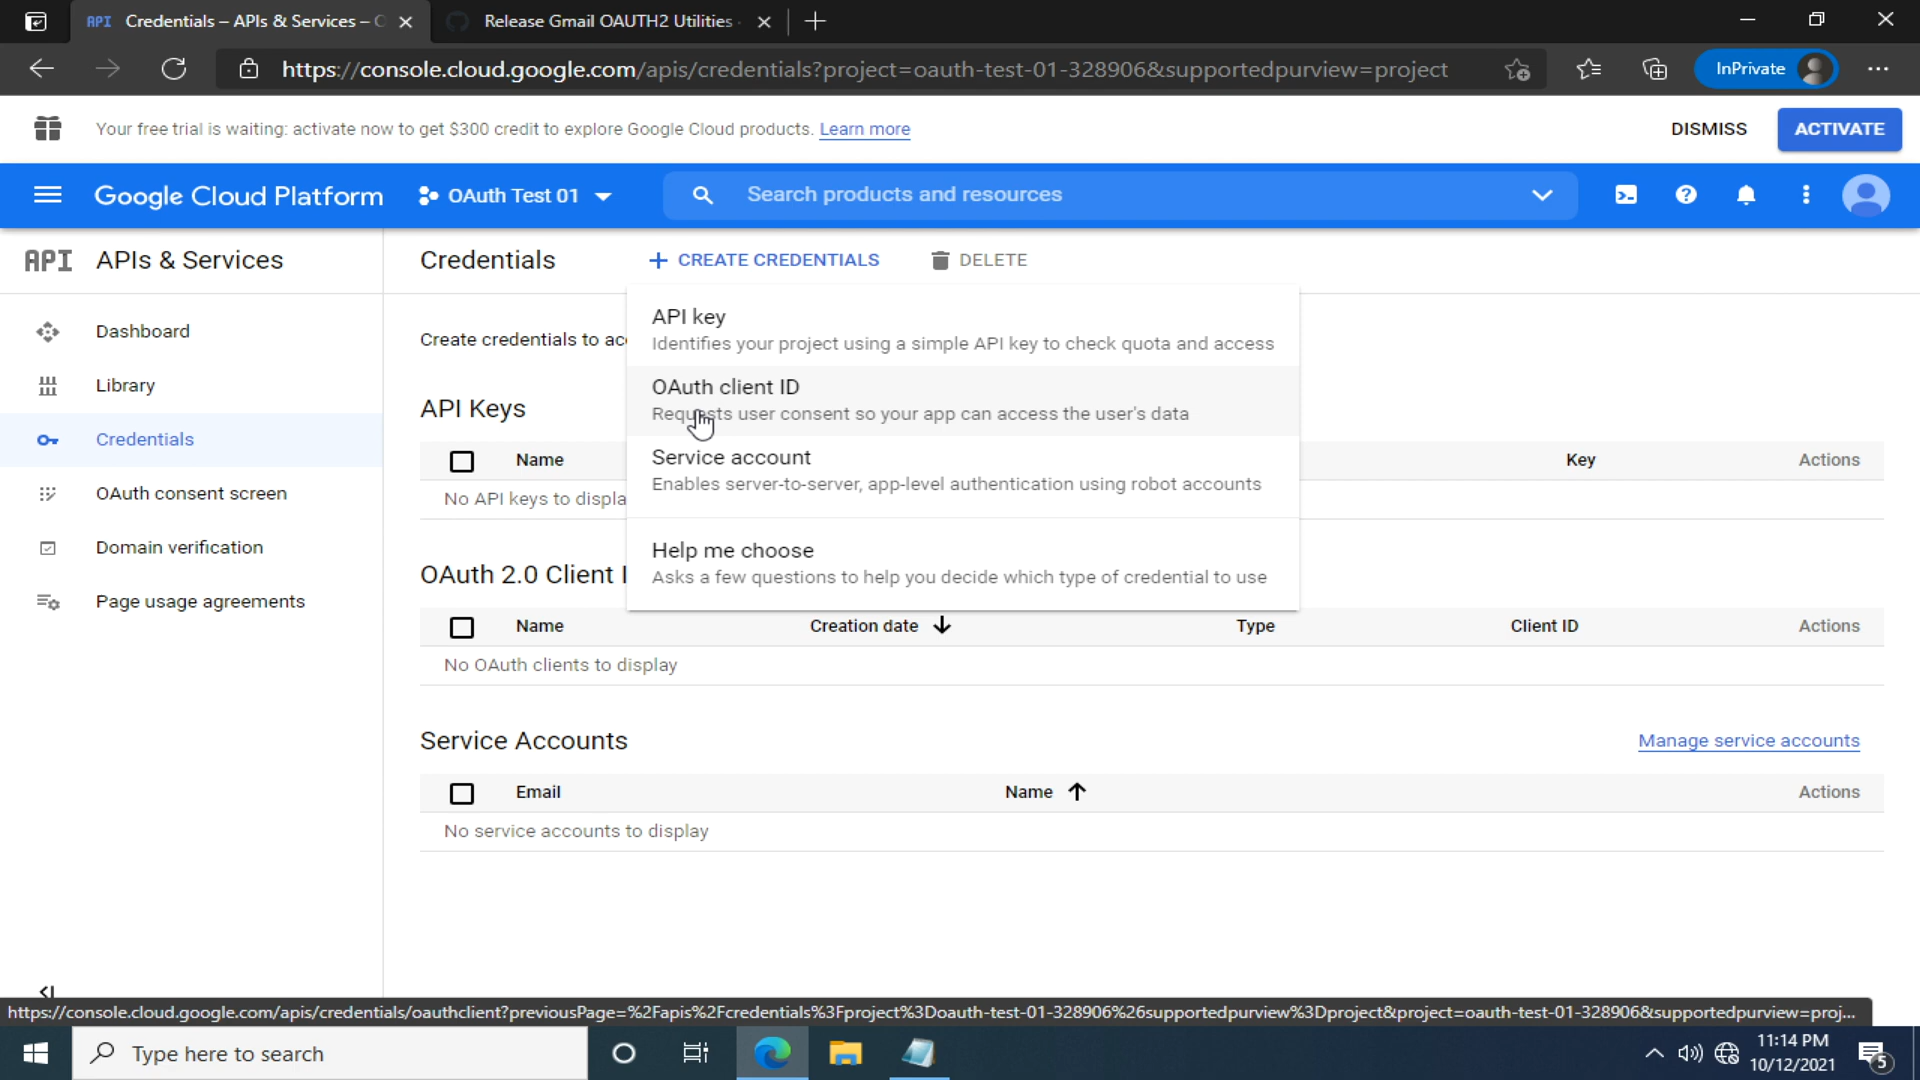 API Credentials – APIs & Services – C
Release Gmail OAUTH2 Utilities
https://console.cloud.google.com/apis/credentials?project=oauth-test-01-328906&supportedpurview=project
InPrivate
Your free trial is waiting: activate now to get $300 credit to explore Google Cloud products. Learn more
DISMISS
ACTIVATE
Google Cloud Platform
OAuth Test 01
Search products and resources
API APIs & Services
Credentials
CREATE CREDENTIALS
DELETE
Dashboard
Library
Credentials
OAuth consent screen
Domain verification
Page usage agreements
Create credentials to acc
API key
Identifies your project using a simple API key to check quota and access
OAuth client ID
Requests user consent so your app can access the user's data
Service account
Enables server-to-server, app-level authentication using robot accounts
Help me choose
Asks a few questions to help you decide which type of credential to use
API Keys
Name
Key
Actions
No API keys to displa
OAuth 2.0 Client I
Name
Creation date
Type
Client ID
Actions
No OAuth clients to display
Service Accounts
Manage service accounts
Email
Name
Actions
No service accounts to display
https://console.cloud.google.com/apis/credentials/oauthclient?previousPage=%2Fapis%2Fcredentials%3Fproject%3Doauth-test-01-328906%26supportedpurview%3Dproject&project=oauth-test-01-328906&supportedpurview=proj...
Type here to search
11:14 PM
10/12/2021
5